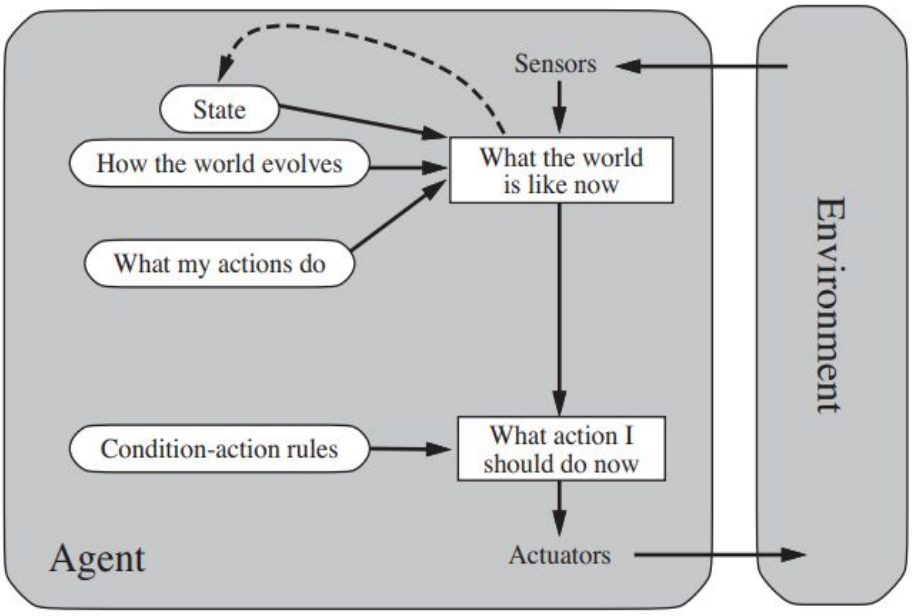 Sensors
State
What the world
is like now
How the world evolves
What my actions do
Environment
Condition-action rules
What action I
should do now
Agent
Actuators